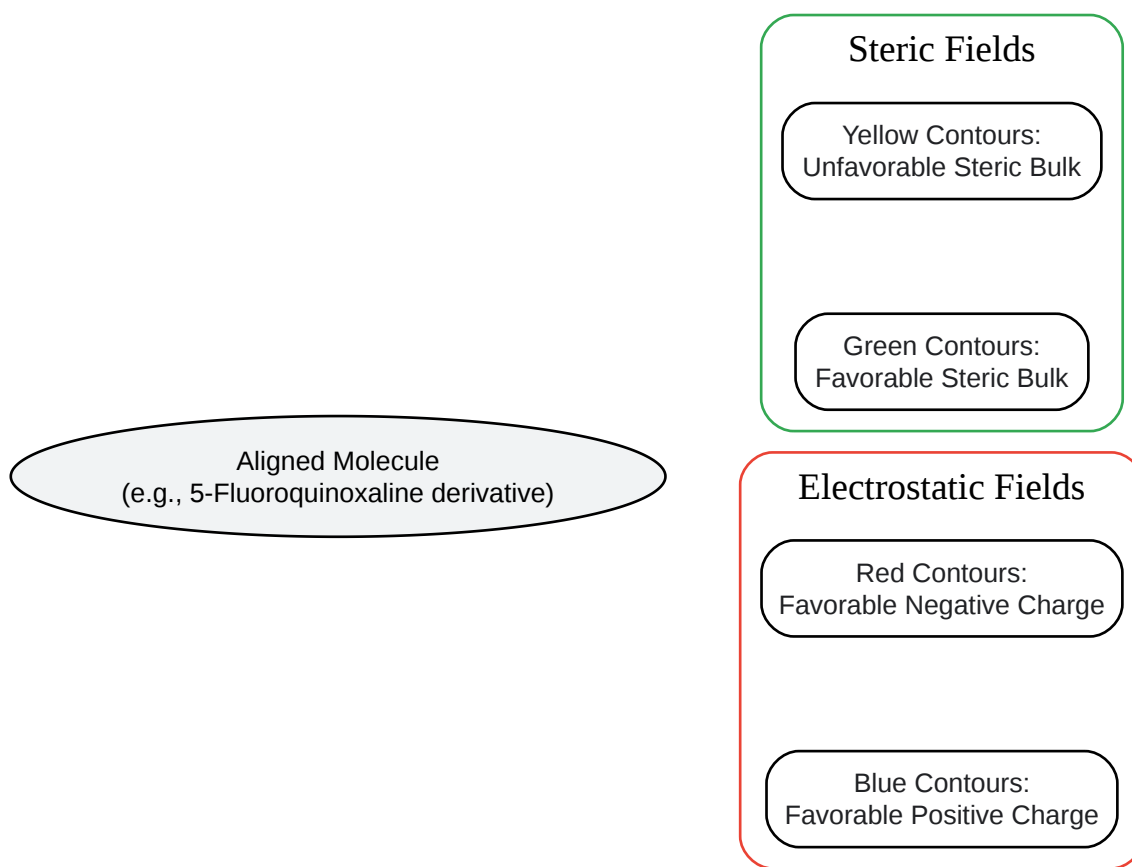 Steric Fields
Yellow Contours:
Unfavorable Steric Bulk
Green Contours:
Favorable Steric Bulk
Aligned Molecule
(e.g., 5-Fluoroquinoxaline derivative)
Electrostatic Fields
Red Contours:
Favorable Negative Charge
Blue Contours:
Favorable Positive Charge